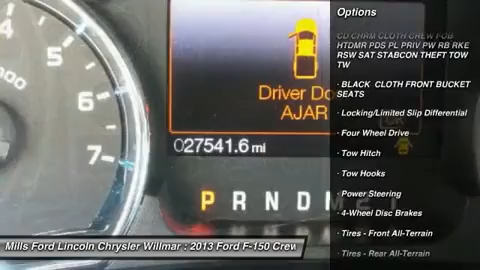 Options
CD CHRM CLOTH CREW FOB
HTDMR PDS PL PRIV PW RB RKE
RSW SAT STABCON THEFT TOW
TW
· BLACK CLOTH FRONT BUCKET
SEATS
· Locking/Limited Slip Differential
· Four Wheel Drive
· Tow Hitch
· Tow Hooks
· Power Steering
· 4-Wheel Disc Brakes
· Tires - Front All-Terrain
· Tires - Rear All-Terrain
Driver Do
AJAR
OK
027541.6 mi
P R N D M
5
6
7
000
Mills Ford Lincoln Chrysler Willmar : 2013 Ford F-150 Crew